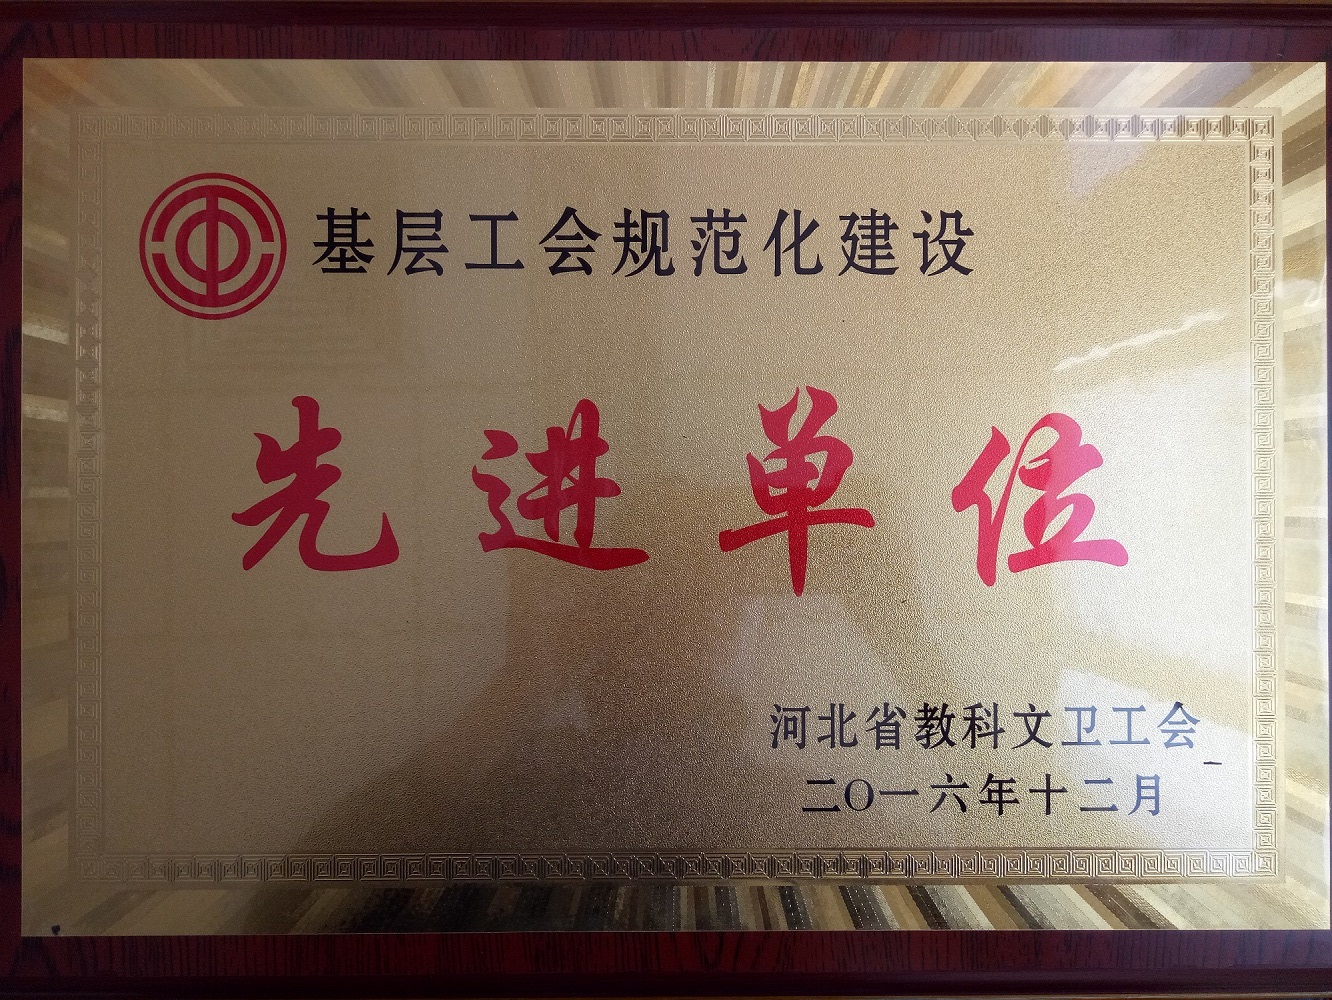 基层工会规范化建设
先进单位
河北省教科文卫工会
二〇一六年十二月